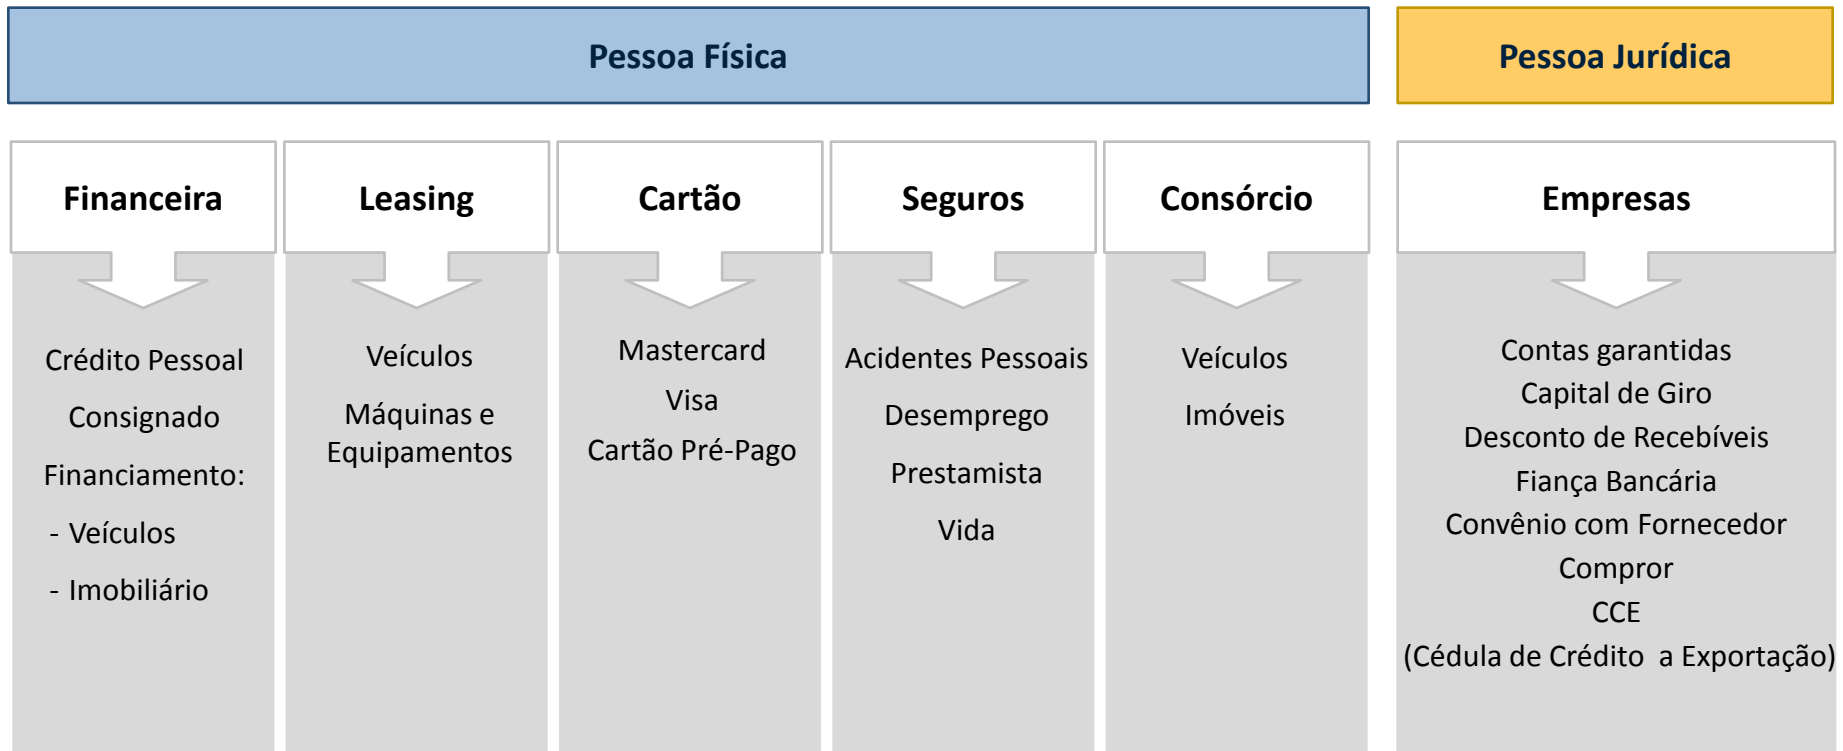 Pessoa Física
Pessoa Jurídica
Financeira
Crédito Pessoal
Consignado
Financiamento:
- Veículos
- Imobiliário
Leasing
Veículos
Máquinas e
Equipamentos
Cartão
Mastercard
Visa
Cartão Pré-Pago
Seguros
Acidentes Pessoais
Desemprego
Prestamista
Vida
Consórcio
Veículos
Imóveis
Empresas
Contas garantidas
Capital de Giro
Desconto de Recebíveis
Fiança Bancária
Convênio com Fornecedor
Compror
CCE
(Cédula de Crédito a Exportação)